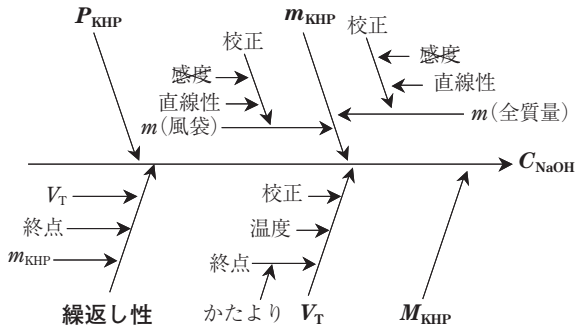 P_KHP
m_KHP
校正
校正
感度
感度
直線性
直線性
m(風袋)
m(全質量)
C_NaOH
V_T
校正
終点
温度
m_KHP
終点
繰返し性
かたより
V_T
M_KHP